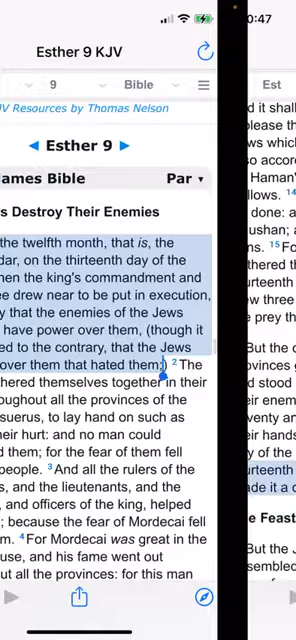 Esther 9 KJV
9 Bible
JV Resources by Thomas Nelson
Esther 9
James Bible Par
s Destroy Their Enemies
the twelfth month, that is, the
dar, on the thirteenth day of the
hen the king's commandment and
ee drew near to be put in execution,
y that the enemies of the Jews
have power over them, (though it
ed to the contrary, that the Jews
over them that hated them;) 2 The
thered themselves together in their
oughout all the provinces of the
suerus, to lay hand on such as
heir hurt: and no man could
d them; for the fear of them fell
people. 3 And all the rulers of the
s, and the lieutenants, and the
, and officers of the king, helped
; because the fear of Mordecai fell
m. 4 For Mordecai was great in the
use, and his fame went out
ut all the provinces: for this man
0:47
Est
d it shall
please the
ws which
o accord
Haman's
llows. 14
done: a
ushan; a
ns. 15 Fo
thered th
urteenth
w three
e prey th
But the o
ovinces g
d stood
eir enem
venty an
eir hands
y of the
urteenth
de it a d
e Feast
But the J
sembled